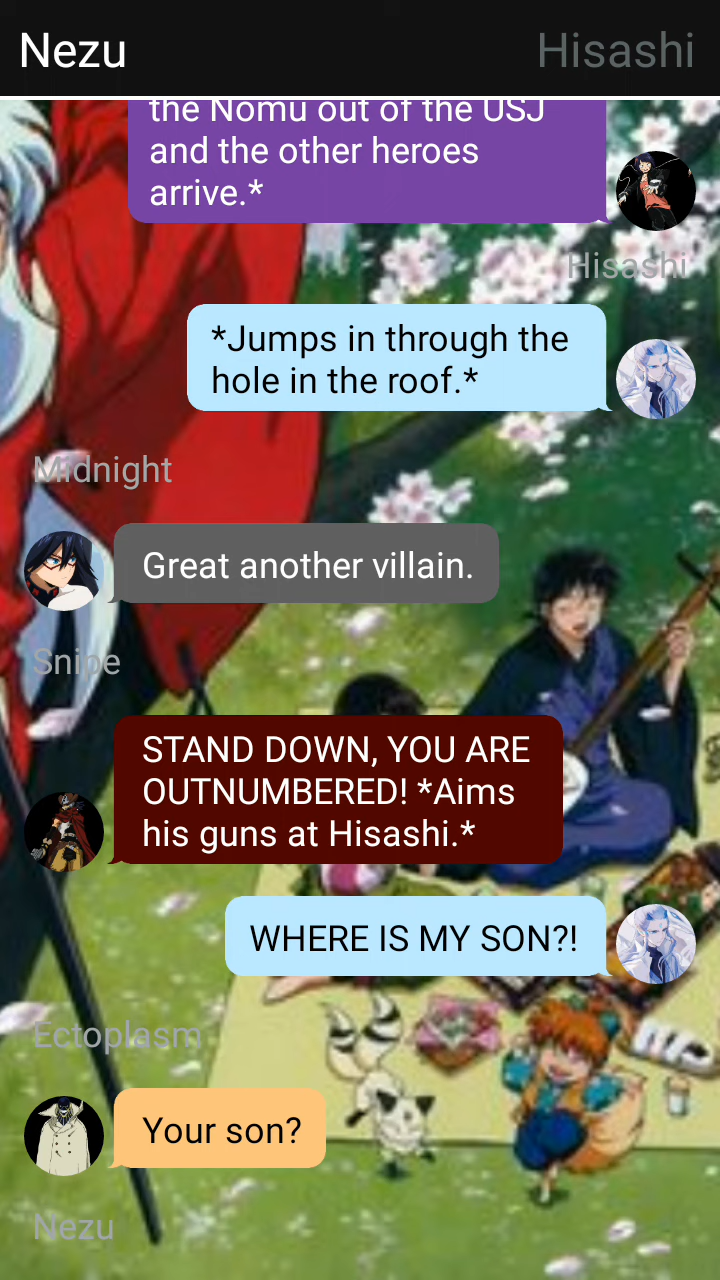 Nezu
Hisashi
the Nomu out of the USJ
and the other heroes
arrive.*
Hisashi
*Jumps in through the
hole in the roof.*
Midnight
Great another villain.
Snipe
STAND DOWN, YOU ARE
OUTNUMBERED! *Aims
his guns at Hisashi.*
WHERE IS MY SON?!
Ectoplasm
Your son?
Nezu